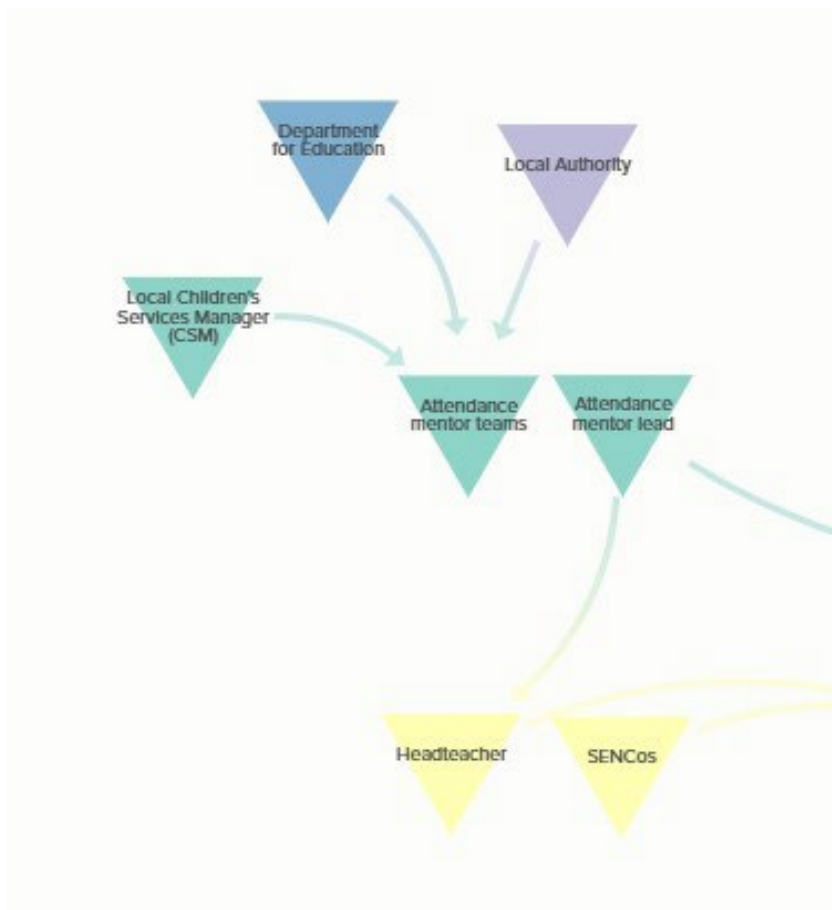 Department
for Education
Local Authority
Local Children's
Services Manager
(CSM)
Attendance
mentor teams
Attendance
mentor lead
Headteacher
SENCos